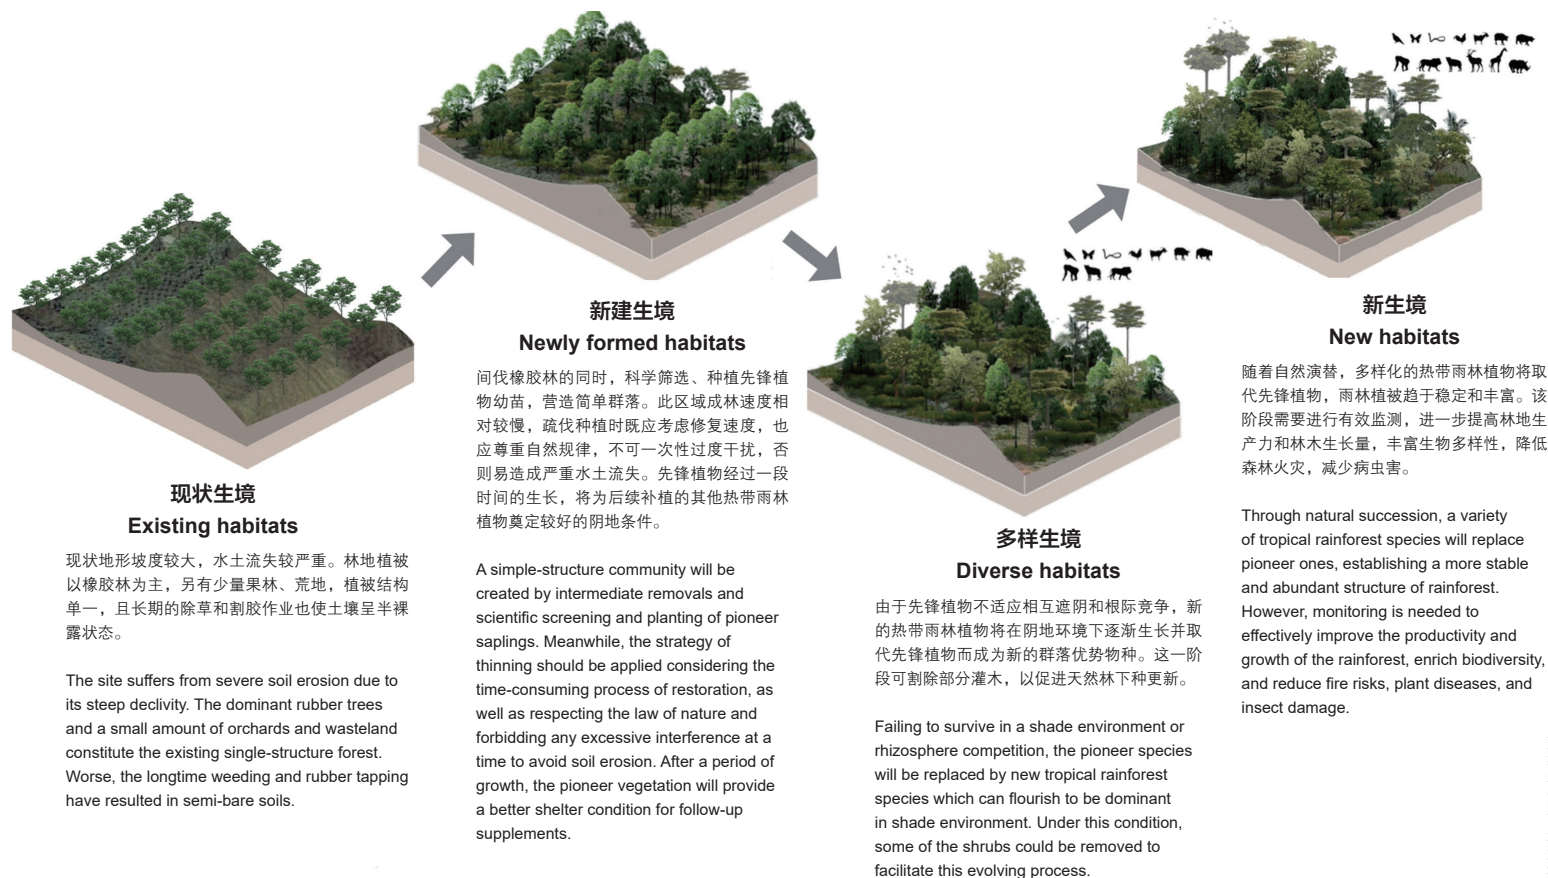 现状生境
Existing habitats
现状地形坡度较大，水土流失较严重。林地植被
以橡胶林为主，另有少量果林、荒地，植被结构
单一，且长期的除草和割胶作业也使土壤呈半裸
露状态。
The site suffers from severe soil erosion due to
its steep declivity. The dominant rubber trees
and a small amount of orchards and wasteland
constitute the existing single-structure forest.
Worse, the longtime weeding and rubber tapping
have resulted in semi-bare soils.
新建生境
Newly formed habitats
间伐橡胶林的同时，科学筛选、种植先锋植
物幼苗，营造简单群落。此区域成林速度相
对较慢，疏伐种植时既应考虑修复速度，也
应尊重自然规律，不可一次性过度干扰，否
则易造成严重水土流失。先锋植物经过一段
时间的生长，将为后续补植的其他热带雨林
植物奠定较好的阴地条件。
A simple-structure community will be
created by intermediate removals and
scientific screening and planting of pioneer
saplings. Meanwhile, the strategy of
thinning should be applied considering the
time-consuming process of restoration, as
well as respecting the law of nature and
forbidding any excessive interference at a
time to avoid soil erosion. After a period of
growth, the pioneer vegetation will provide
a better shelter condition for follow-up
supplements.
多样生境
Diverse habitats
由于先锋植物不适应相互遮阴和根际竞争，新
的热带雨林植物将在阴地环境下逐渐生长并取
代先锋植物而成为新的群落优势物种。这一阶
段可割除部分灌木，以促进天然林下种更新。
Failing to survive in a shade environment or
rhizosphere competition, the pioneer species
will be replaced by new tropical rainforest
species which can flourish to be dominant
in shade environment. Under this condition,
some of the shrubs could be removed to
facilitate this evolving process.
新生境
New habitats
随着自然演替，多样化的热带雨林植物将取
代先锋植物，雨林植被趋于稳定和丰富。该
阶段需要进行有效监测，进一步提高林地生
产力和林木生长量，丰富生物多样性，降低
森林火灾，减少病虫害。
Through natural succession, a variety
of tropical rainforest species will replace
pioneer ones, establishing a more stable
and abundant structure of rainforest.
However, monitoring is needed to
effectively improve the productivity and
growth of the rainforest, enrich biodiversity,
and reduce fire risks, plant diseases, and
insect damage.